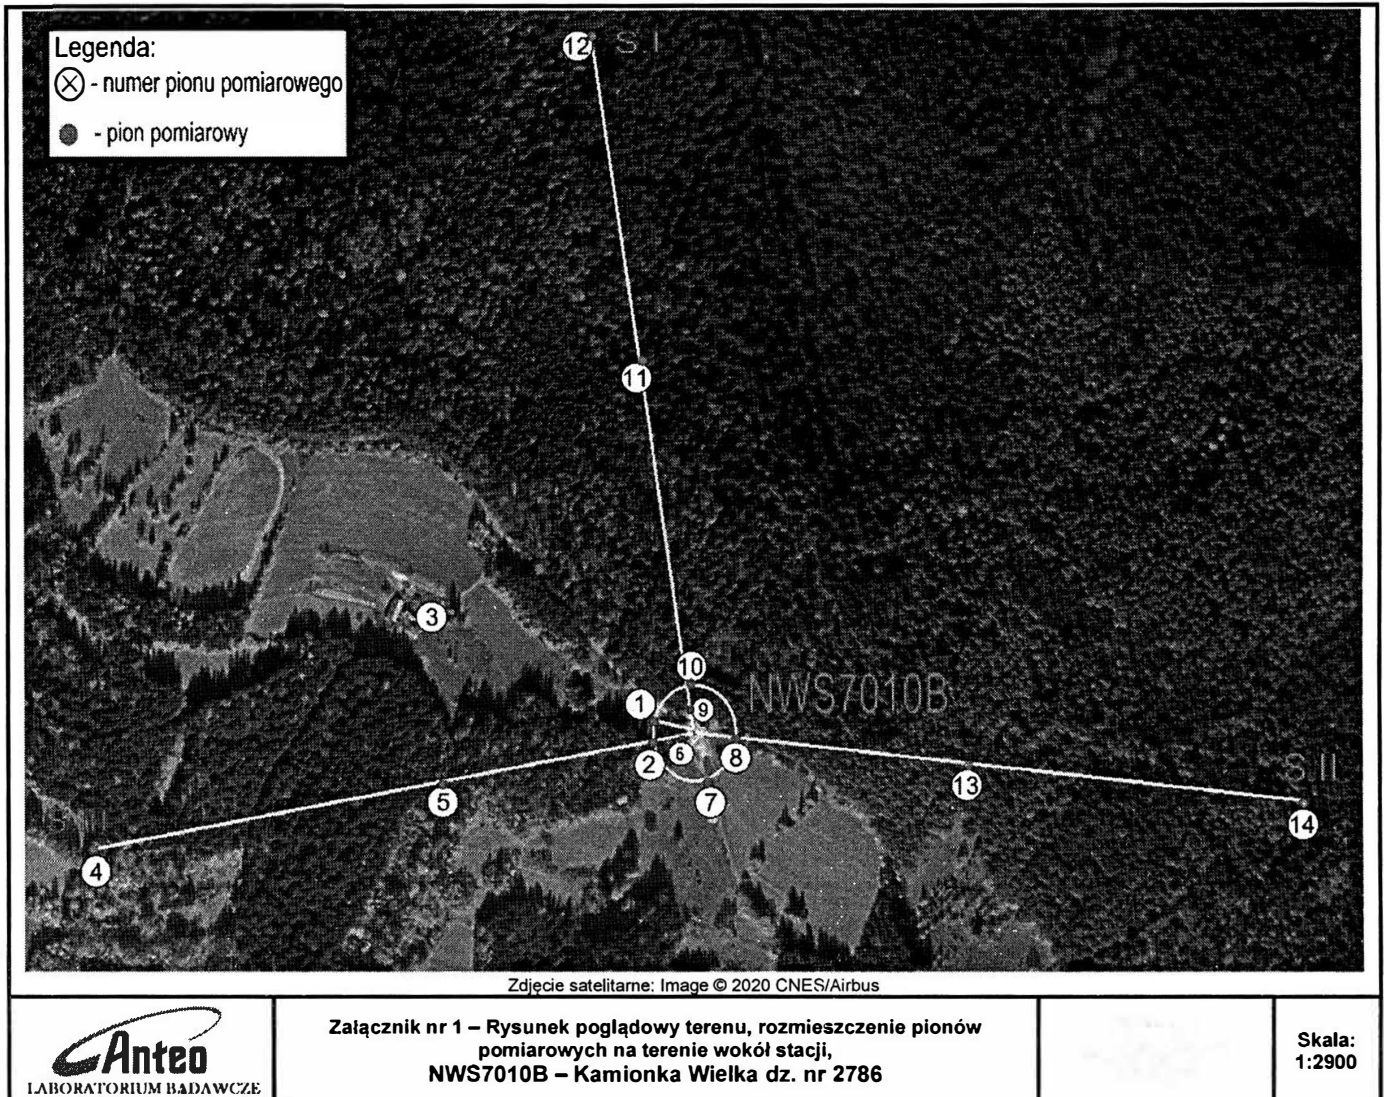 Legenda:
- numer pionu pomiarowego
- pion pomiarowy
12
S I
11
3
10
1
9
NWS7010B
2
6
8
S II
5
7
13
14
4
Zdjęcie satelitarne: Image © 2020 CNES/Airbus
Anteo
LABORATORIUM BADAWCZE
Załącznik nr 1 – Rysunek poglądowy terenu, rozmieszczenie pionów
pomiarowych na terenie wokół stacji,
NWS7010B – Kamionka Wielka dz. nr 2786
Skala:
1:2900